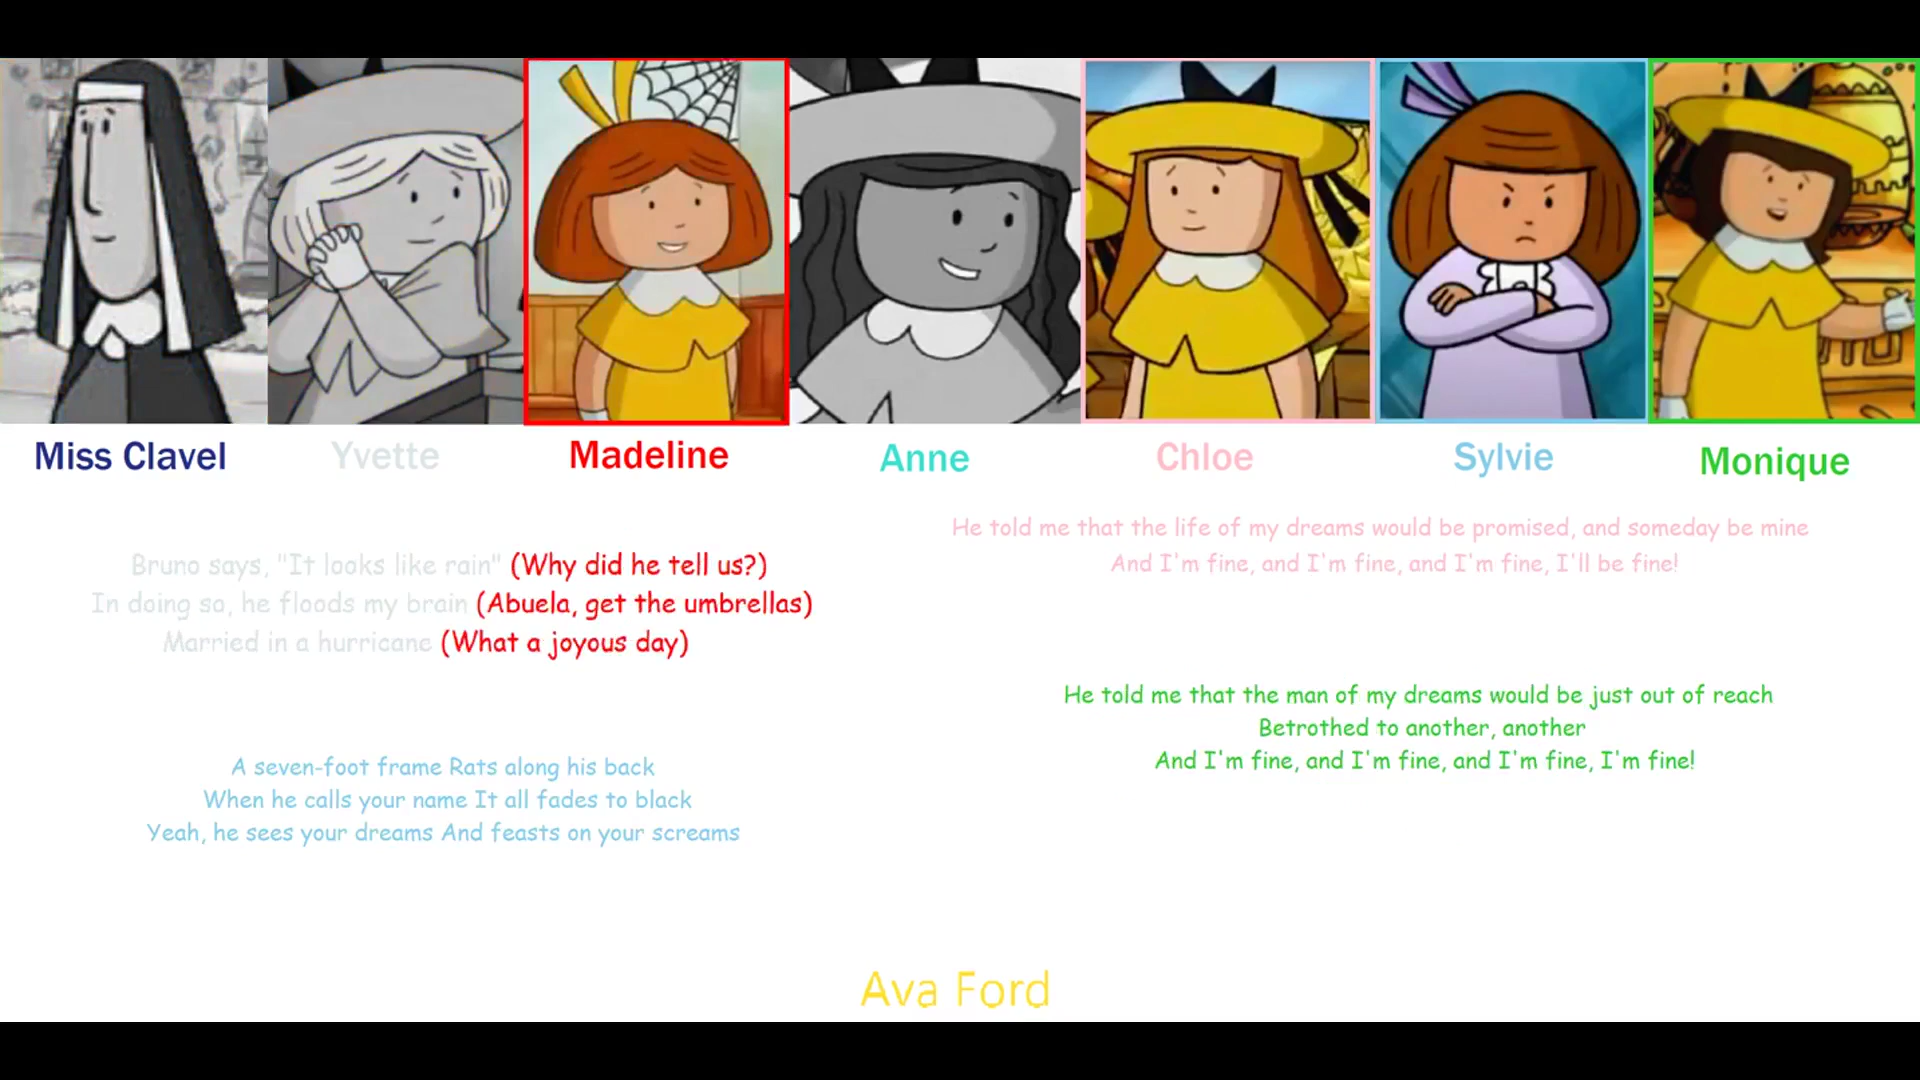 Miss Clavel
Yvette
Madeline
Anne
Chloe
Sylvie
Monique
Bruno says, "It looks like rain" (Why did he tell us?)
In doing so, he floods my brain (Abuela, get the umbrellas)
Married in a hurricane (What a joyous day)
A seven-foot frame Rats along his back
When he calls your name It all fades to black
Yeah, he sees your dreams And feasts on your screams
He told me that the life of my dreams would be promised, and someday be mine
And I'm fine, and I'm fine, and I'm fine, I'll be fine!
He told me that the man of my dreams would be just out of reach
Betrothed to another, another
And I'm fine, and I'm fine, and I'm fine, I'm fine!
Ava Ford